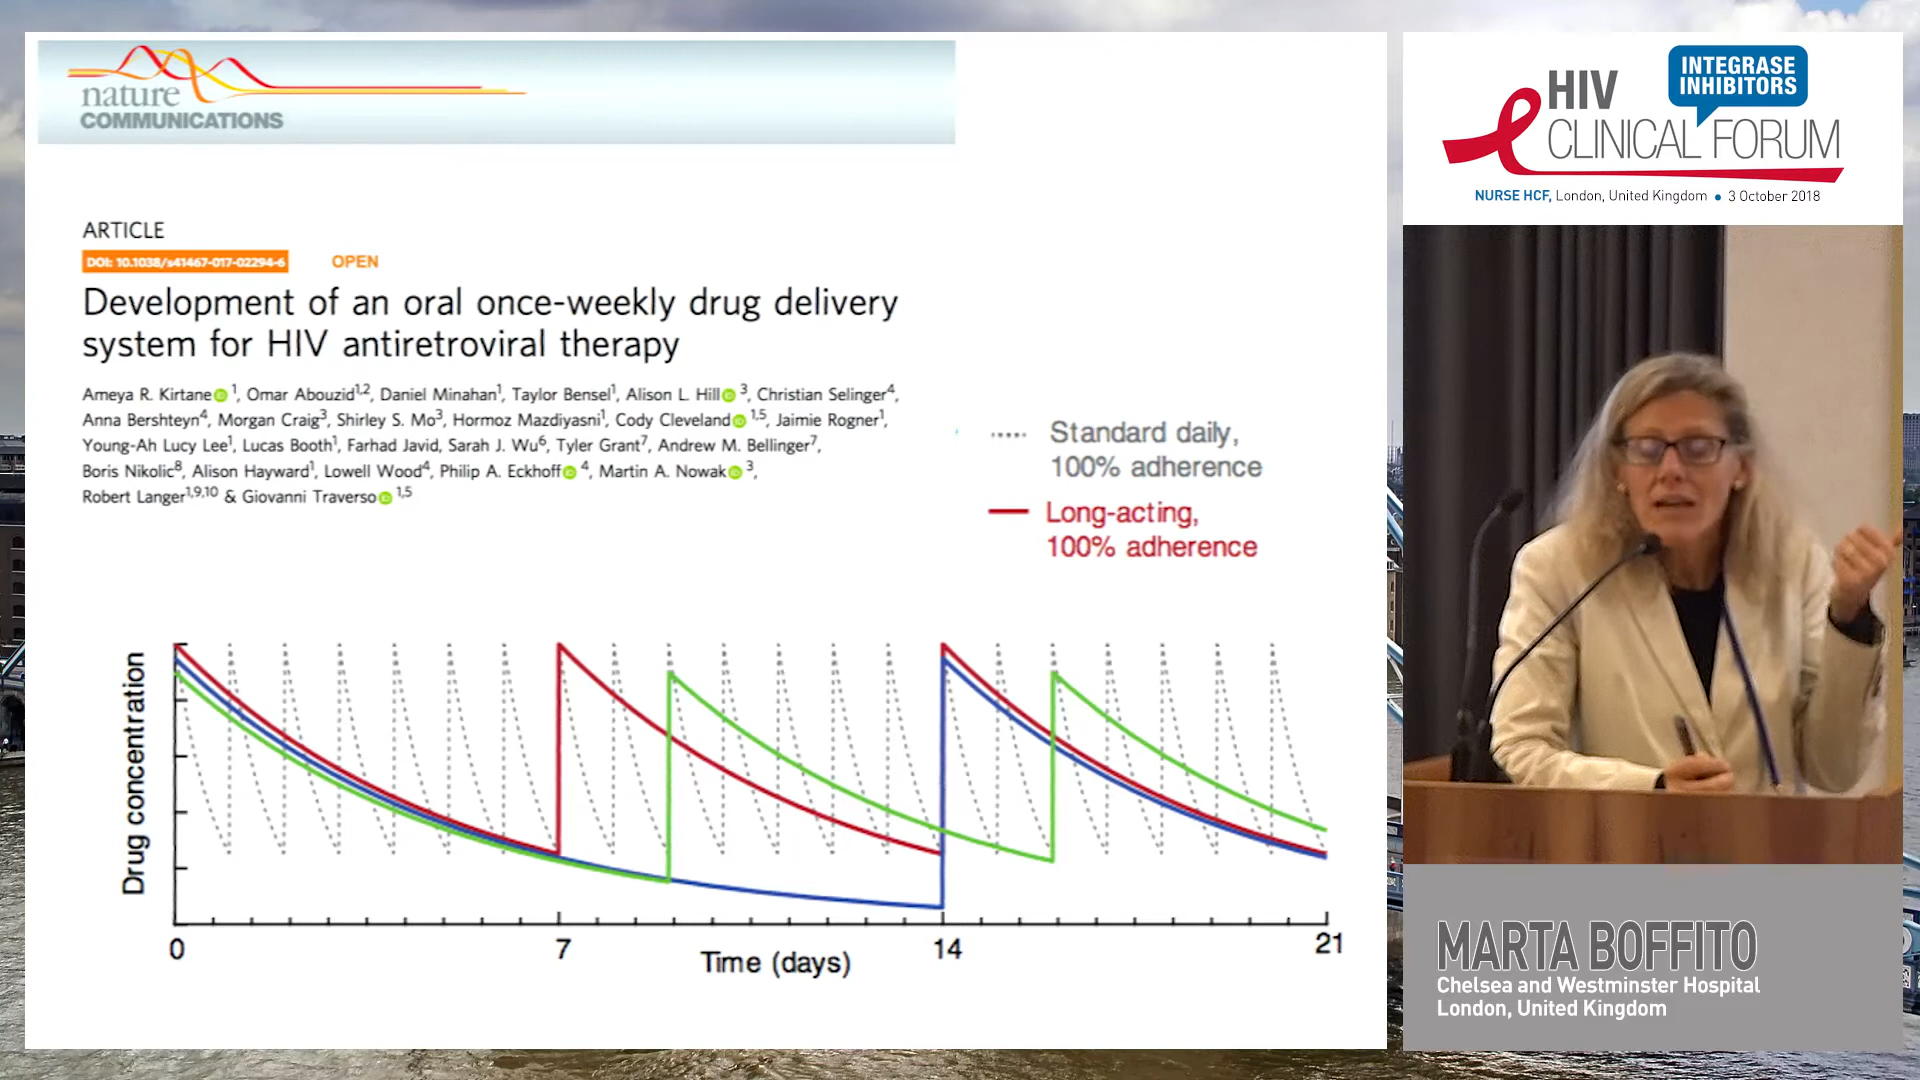 nature
COMMUNICATIONS
ARTICLE
DOI: 10.1038/s41467-017-02294-6 OPEN
Development of an oral once-weekly drug delivery
system for HIV antiretroviral therapy
Ameya R. Kirtane 1, Omar Abouzid1,2, Daniel Minahan1, Taylor Bensel1, Alison L. Hill 3, Christian Selinger4,
Anna Bershteyn4, Morgan Craig3, Shirley S. Mo3, Hormoz Mazdiyasni1, Cody Cleveland 1,5, Jaimie Rogner1,
Young-Ah Lucy Lee1, Lucas Booth1, Farhad Javid, Sarah J. Wu6, Tyler Grant7, Andrew M. Bellinger7,
Boris Nikolic8, Alison Hayward1, Lowell Wood4, Philip A. Eckhoff 4, Martin A. Nowak 3,
Robert Langer1,9,10 & Giovanni Traverso 1,5
Standard daily,
100% adherence
Long-acting,
100% adherence
Drug concentration
0 7 14 21
Time (days)
INTEGRASE
INHIBITORS
HIV
CLINICAL FORUM
NURSE HCF, London, United Kingdom • 3 October 2018
MARTA BOFFITO
Chelsea and Westminster Hospital
London, United Kingdom